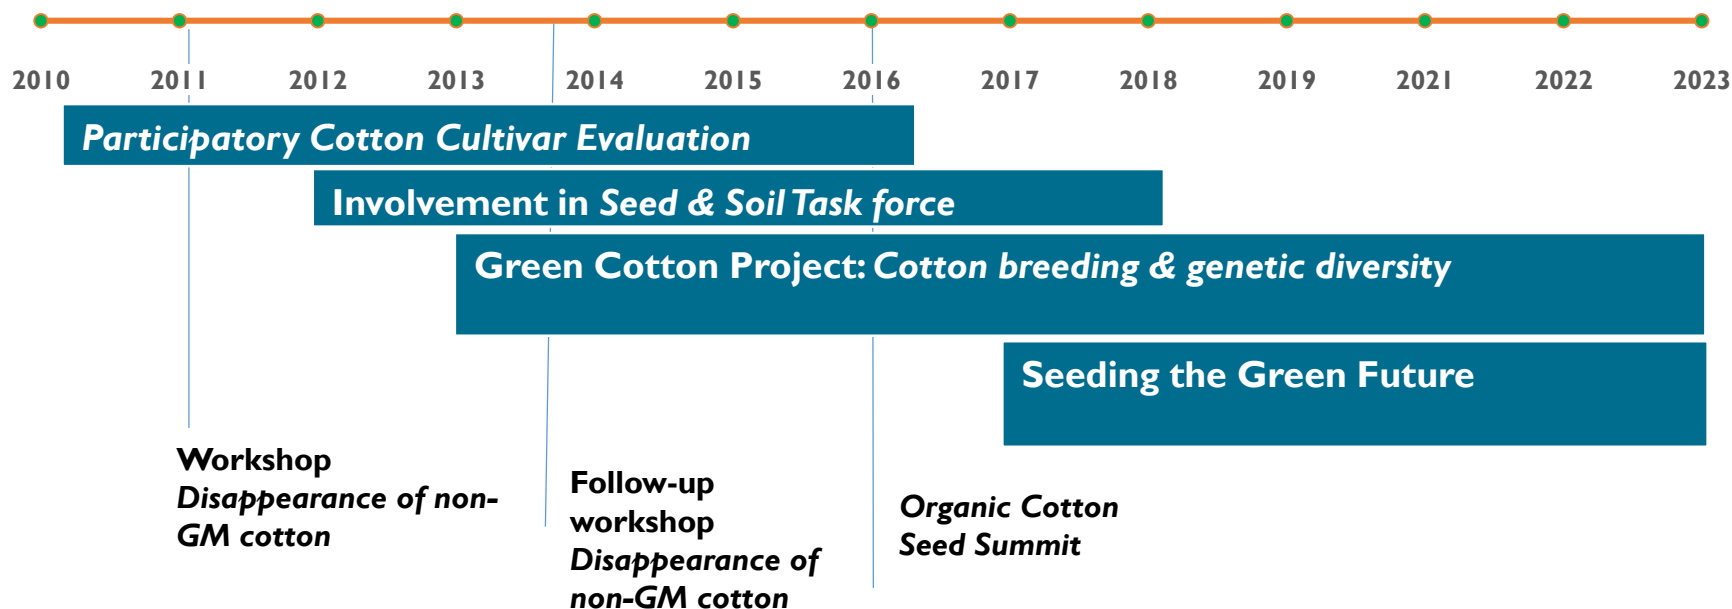 2010 2011 2012 2013 2014 2015 2016 2017 2018 2019 2021 2022 2023
Participatory Cotton Cultivar Evaluation
Involvement in Seed & Soil Task force
Green Cotton Project: Cotton breeding & genetic diversity
Seeding the Green Future
Workshop
Disappearance of non-
GM cotton
Follow-up
workshop
Disappearance of
non-GM cotton
Organic Cotton
Seed Summit